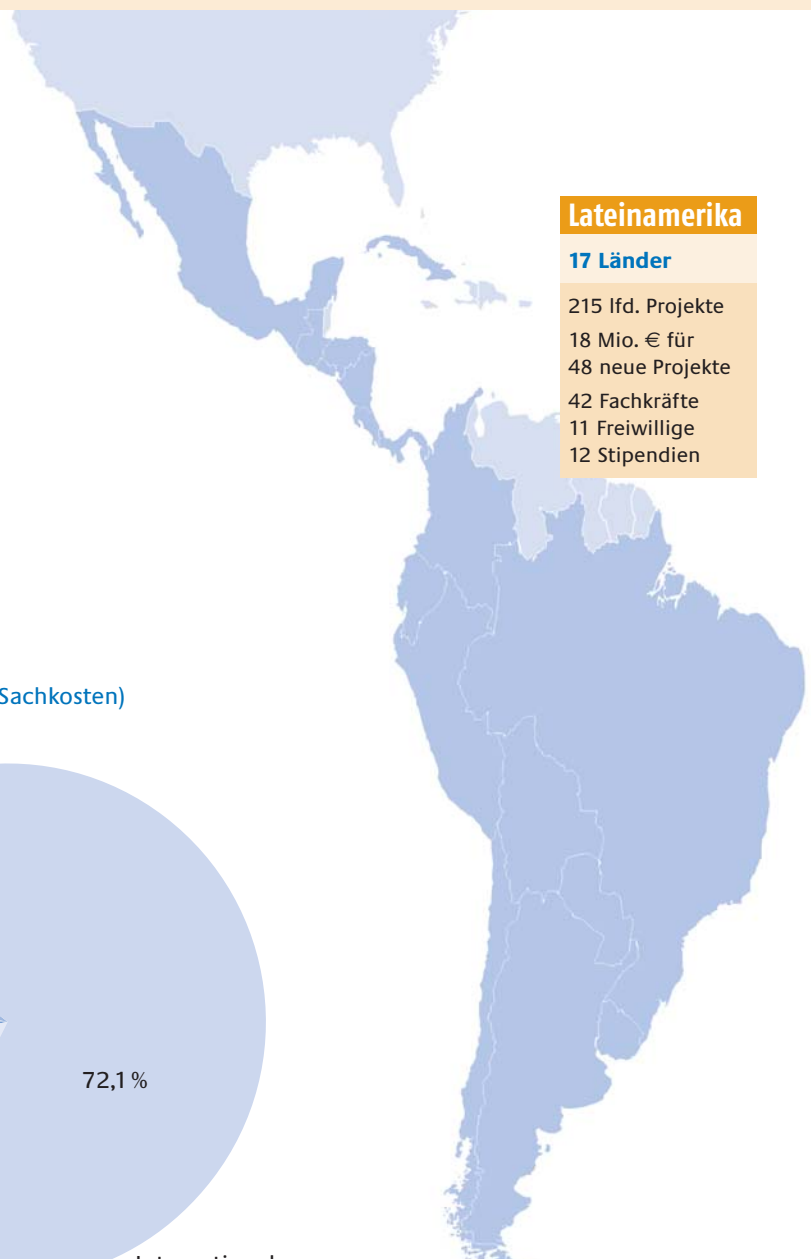 Lateinamerika
17 Länder
215 lfd. Projekte
18 Mio. € für
48 neue Projekte
42 Fachkräfte
11 Freiwillige
12 Stipendien
Sachkosten)
72,1 %